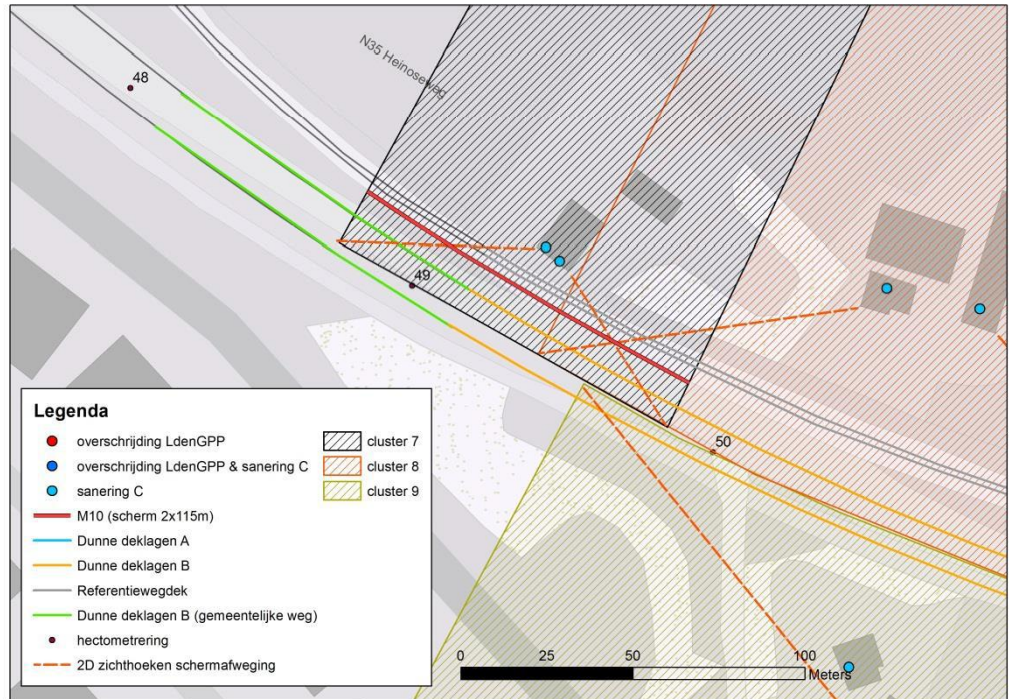 N35 Heinoseweg
48
49
50
Legenda
overschrijding LdenGPP
overschrijding LdenGPP & sanering C
sanering C
M10 (scherm 2x115m)
Dunne deklagen A
Dunne deklagen B
Referentiewegdek
Dunne deklagen B (gemeentelijke weg)
hectometrering
2D zichthoeken schermafweging
cluster 7
cluster 8
cluster 9
0 25 50 100
Meters